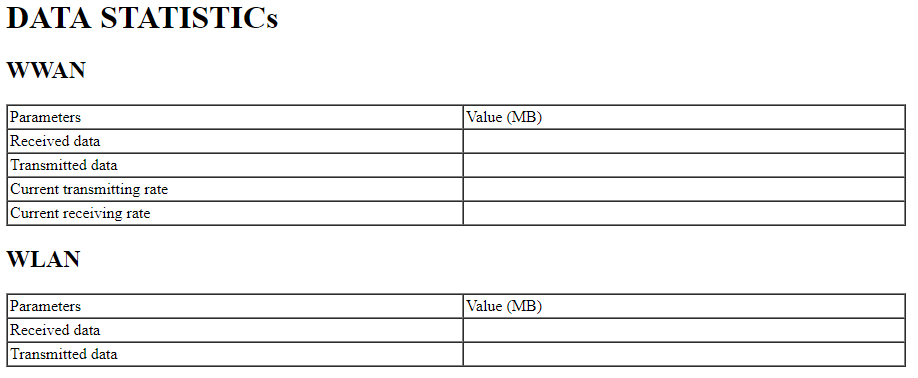 DATA STATISTICs
WWAN
Parameters Value (MB)
Received data
Transmitted data
Current transmitting rate
Current receiving rate
WLAN
Parameters Value (MB)
Received data
Transmitted data